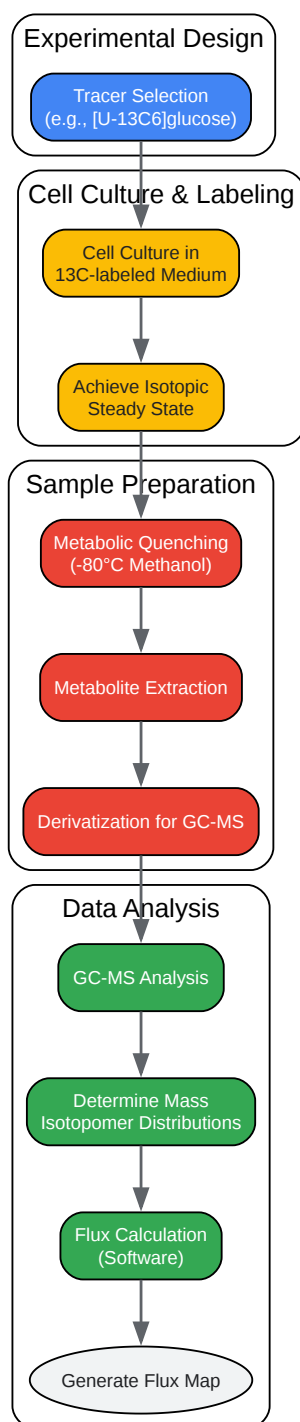 Experimental Design
Tracer Selection
(e.g., [U-13C6]glucose)
Cell Culture & Labeling
Cell Culture in
13C-labeled Medium
Achieve Isotopic
Steady State
Sample Preparation
Metabolic Quenching
(-80°C Methanol)
Metabolite Extraction
Derivatization for GC-MS
Data Analysis
GC-MS Analysis
Determine Mass
Isotopomer Distributions
Flux Calculation
(Software)
Generate Flux Map